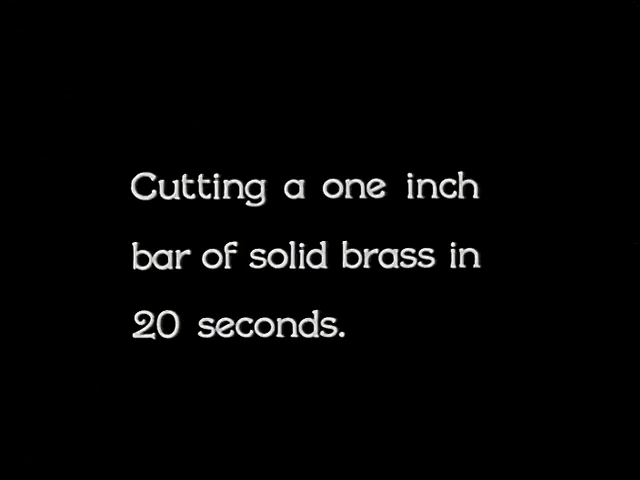 Cutting a one inch
bar of solid brass in
20 seconds.